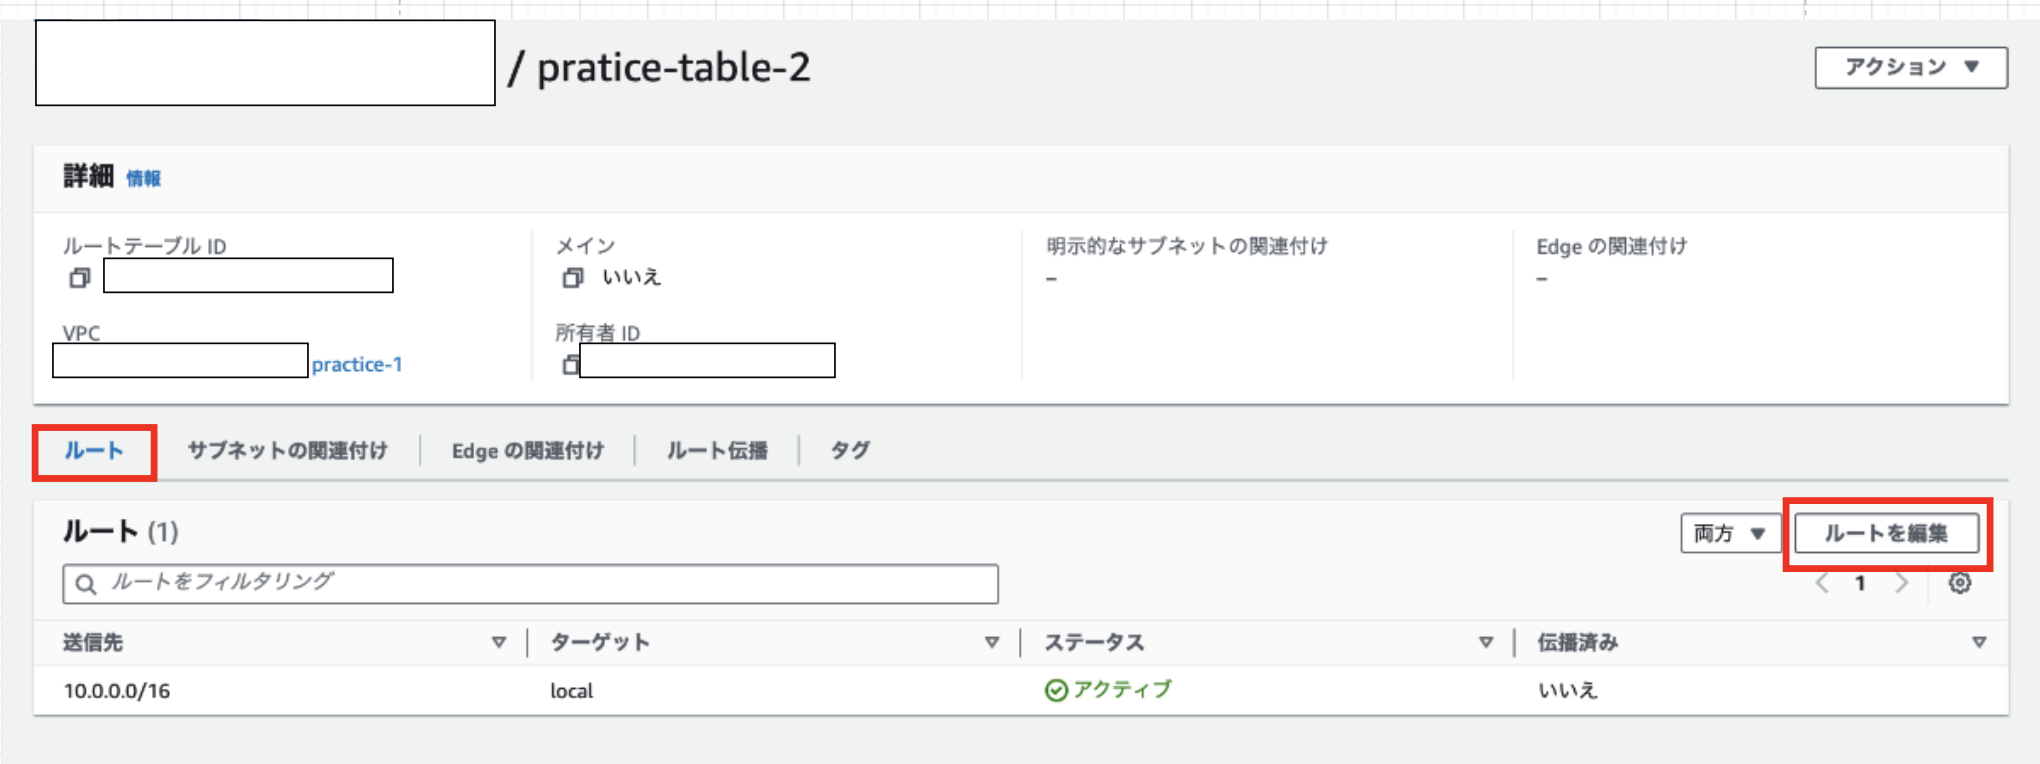 / pratice-table-2
アクション
詳細 情報
ルートテーブル ID
メイン
いいえ
明示的なサブネットの関連付け
–
Edge の関連付け
–
VPC
practice-1
所有者 ID
ルート
サブネットの関連付け
Edge の関連付け
ルート伝播
タグ
ルート (1)
両方
ルートを編集
ルートをフィルタリング
1
送信先
ターゲット
ステータス
伝播済み
10.0.0.0/16
local
アクティブ
いいえ